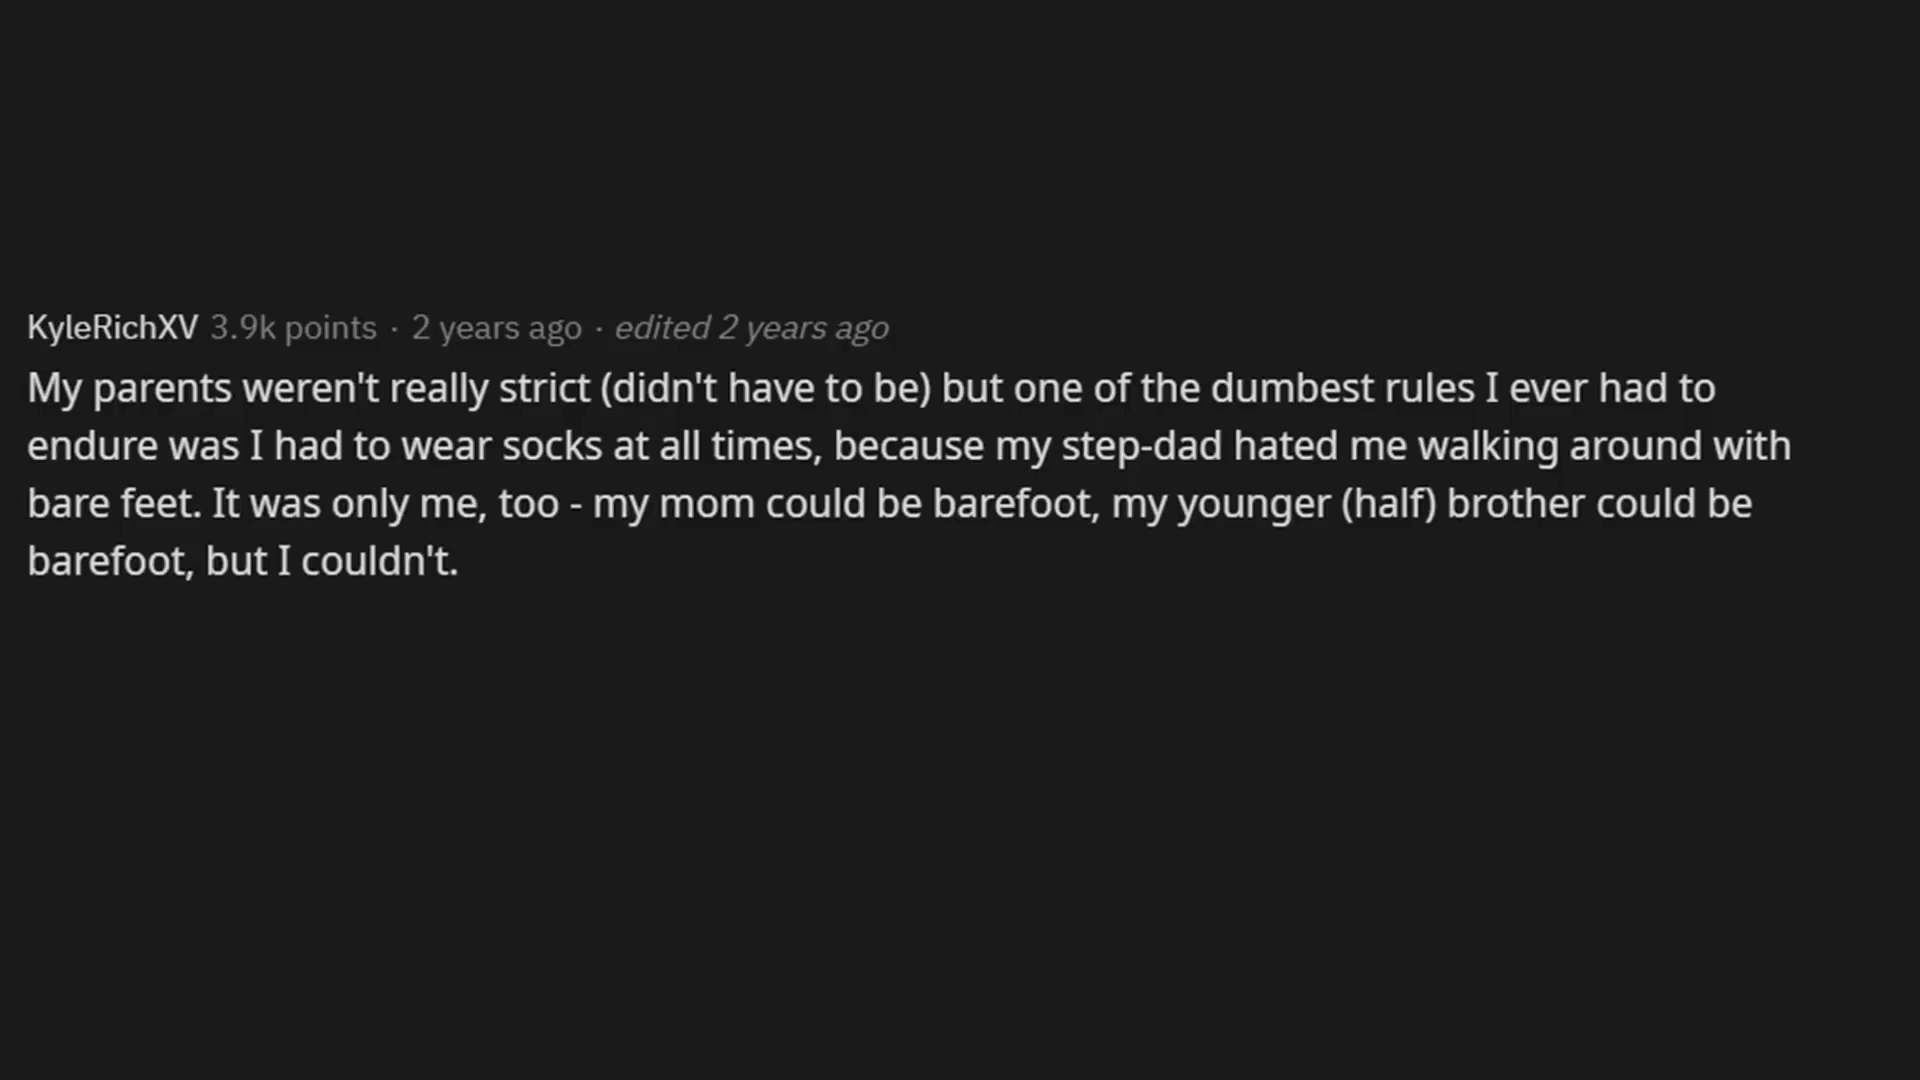 KyleRichXV 3.9k points · 2 years ago · edited 2 years ago
My parents weren't really strict (didn't have to be) but one of the dumbest rules I ever had to
endure was I had to wear socks at all times, because my step-dad hated me walking around with
bare feet. It was only me, too - my mom could be barefoot, my younger (half) brother could be
barefoot, but I couldn't.